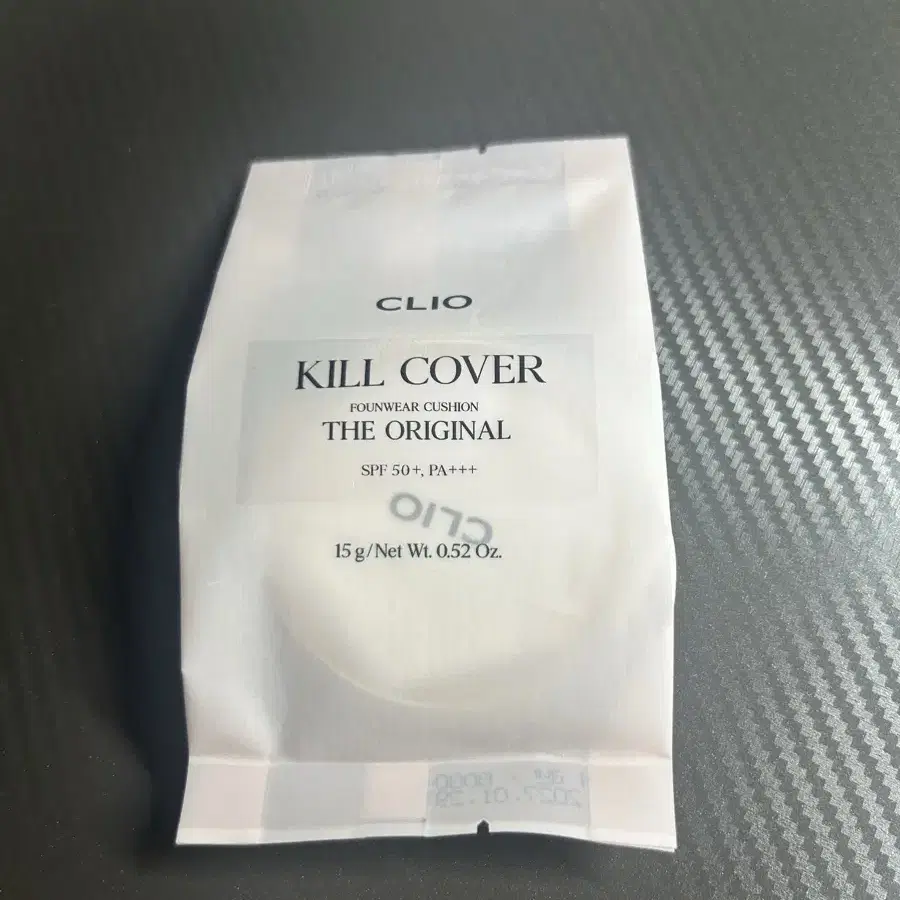 CLIO
KILL COVER
FOUNWEAR CUSHION
THE ORIGINAL
SPF 50+, PA+++
CLIO
15 g/Net Wt. 0.52 Oz.